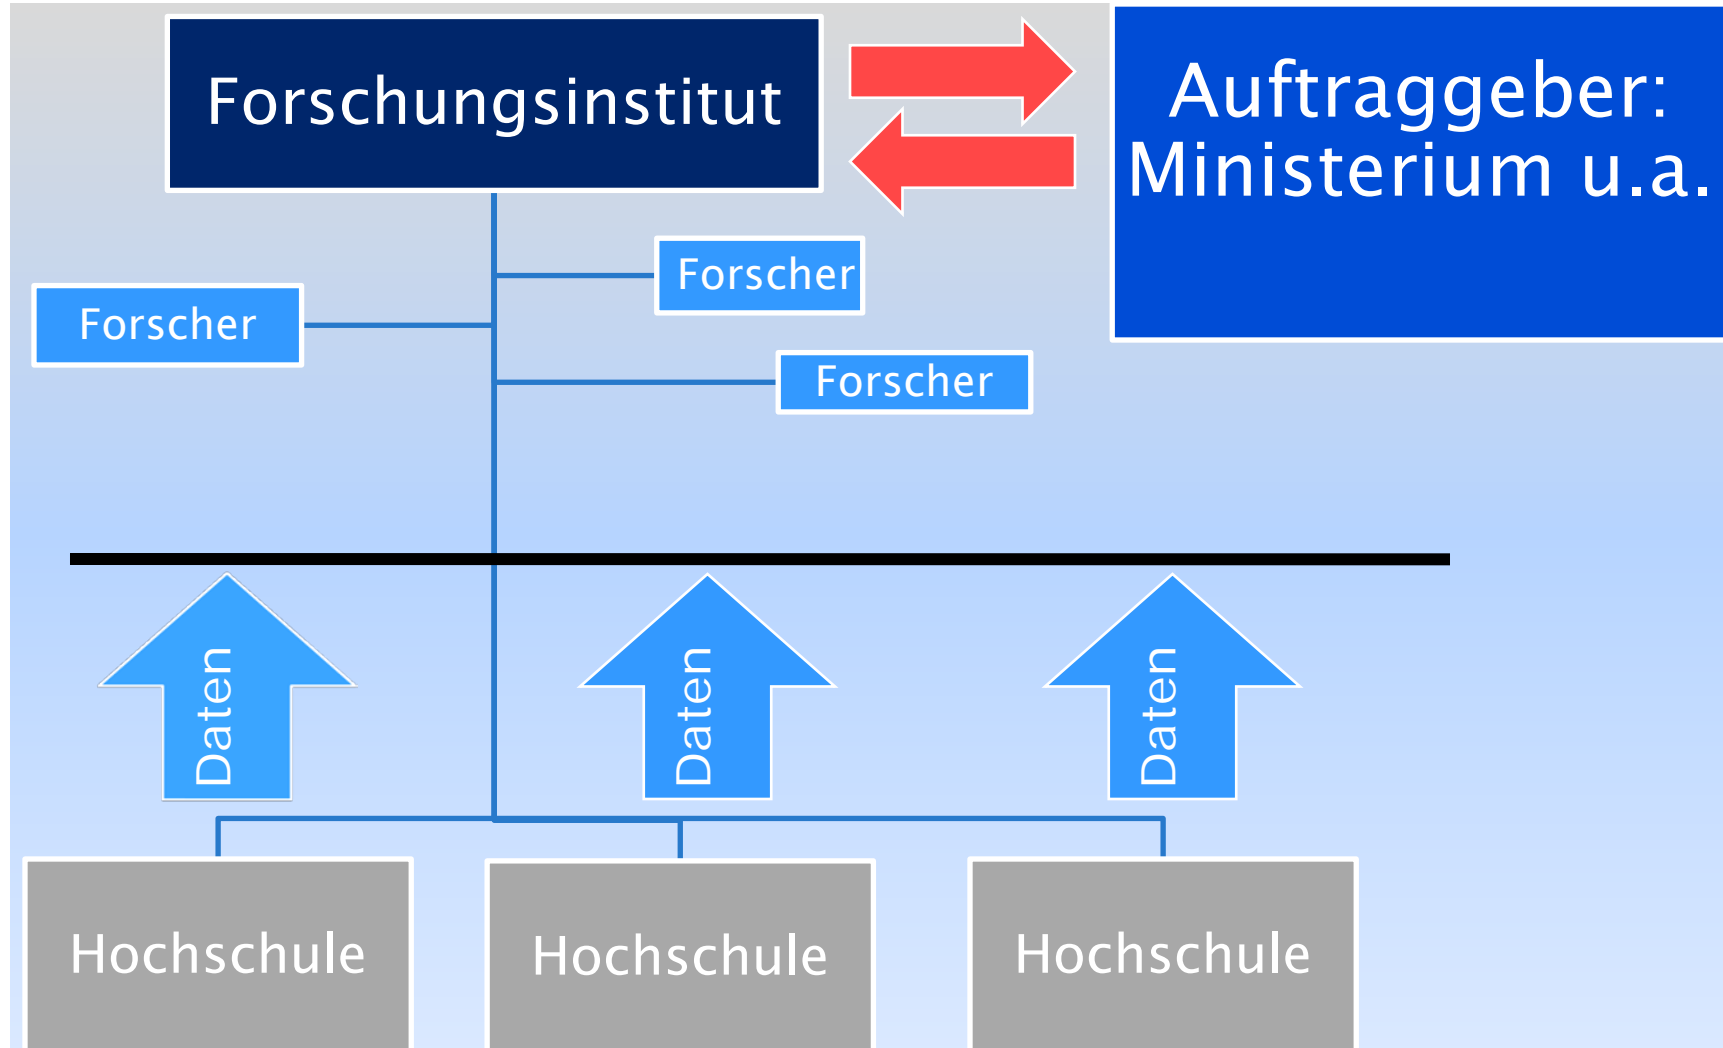 Forschungsinstitut
Auftraggeber:
Ministerium u.a.
Forscher
Forscher
Forscher
Daten
Daten
Daten
Hochschule
Hochschule
Hochschule